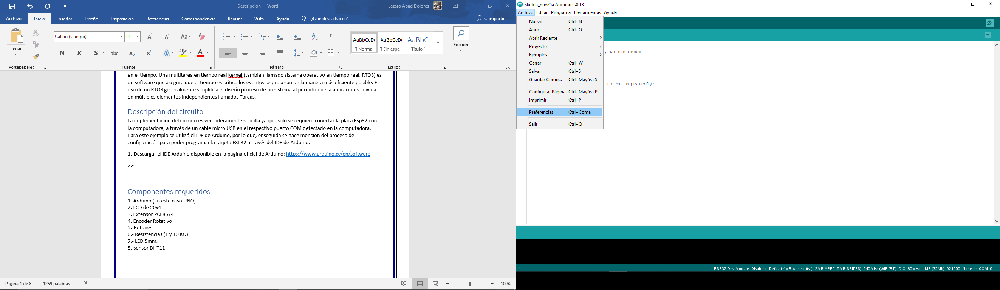 Descripcion - Word
Lázaro Abad Dolores
Archivo Inicio Insertar Diseño Disposición Referencias Correspondencia Revisar Vista Ayuda ¿Qué desea hacer? Compartir
Pegar
Portapapeles
Calibri (Cuerpo) 11
Aa
N K S abc x₂ x² A ab A
Fuente
Párrafo
AaBbCcDc AaBbCcDc AaBbCc
¶ Normal ¶ Sin espa... Título 1
Estilos
Edición
en el tiempo. Una multitarea en tiempo real kernel (también llamado sistema operativo en tiempo real, RTOS) es
un software que asegura que el tiempo es crítico los eventos se procesan de la manera más eficiente posible. El
uso de un RTOS generalmente simplifica el diseño proceso de un sistema al permitir que la aplicación se divida
en múltiples elementos independientes llamados Tareas.
Descripción del circuito
La implementación del circuito es verdaderamente sencilla ya que solo se requiere conectar la placa Esp32 con
la computadora, a través de un cable micro USB en el respectivo puerto COM detectado en la computadora.
Para este ejemplo se utilizó el IDE de Arduino, por lo que, enseguida se hace mención del proceso de
configuración para poder programar la tarjeta ESP32 a través del IDE de Arduino.
1.-Descargar el IDE Arduino disponible en la pagina oficial de Arduino: https://www.arduino.cc/en/software
2.-
Componentes requeridos
1. Arduino (En este caso UNO)
2. LCD de 20x4
3. Extensor PCF8574
4. Encoder Rotativo
5.-Botones
6.- Resistencias (1 y 10 KΩ)
7.- LED 5mm.
8.-sensor DHT11
Página 1 de 8 1259 palabras
100%
sketch_nov25a Arduino 1.8.13
Archivo Editar Programa Herramientas Ayuda
Nuevo Ctrl+N
Abrir... Ctrl+O
Abrir Reciente
Proyecto
Ejemplos
Cerrar Ctrl+W
Salvar Ctrl+S
Guardar Como... Ctrl+Mayús+S
Configurar Página Ctrl+Mayús+P
Imprimir Ctrl+P
Preferencias Ctrl+Coma
Salir Ctrl+Q
, to run once:
to run repeatedly:
1
ESP32 Dev Module, Disabled, Default 4MB with spiffs (1.2MB APP/1.5MB SPIFFS), 240MHz (WiFi/BT), QIO, 80MHz, 4MB (32Mb), 921600, None en COM10